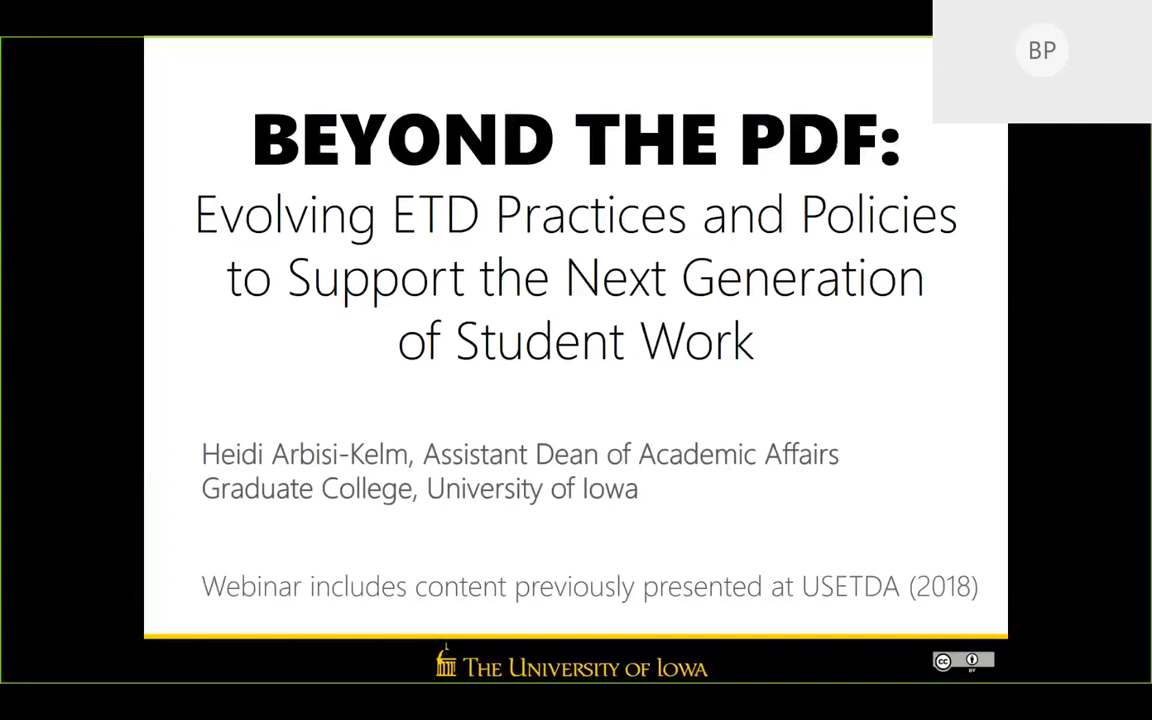 BP
BEYOND THE PDF:
Evolving ETD Practices and Policies
to Support the Next Generation
of Student Work
Heidi Arbisi-Kelm, Assistant Dean of Academic Affairs
Graduate College, University of Iowa
Webinar includes content previously presented at USETDA (2018)
THE UNIVERSITY OF IOWA
cc
BY